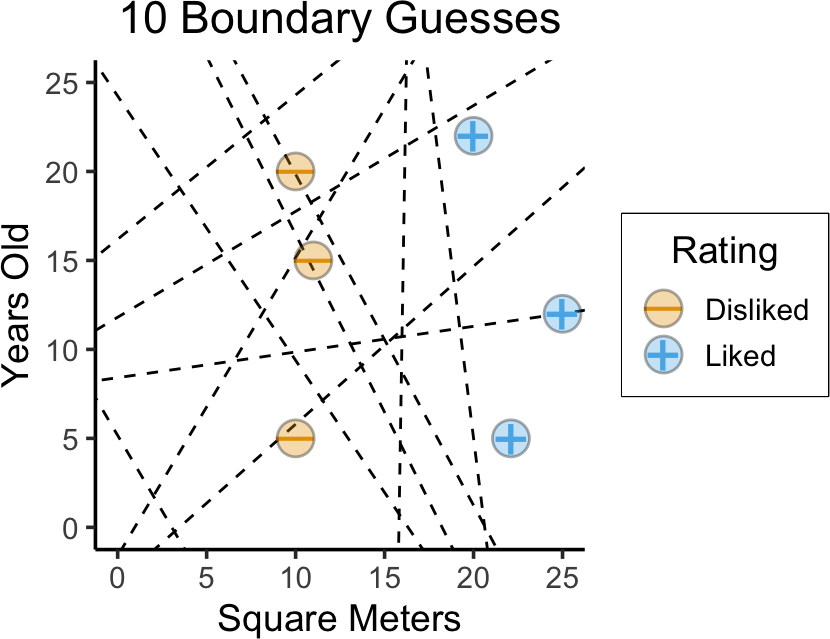 10 Boundary Guesses
Years Old
25
20
15
10
5
0
0 5 10 15 20 25
Square Meters
Rating
Disliked
Liked